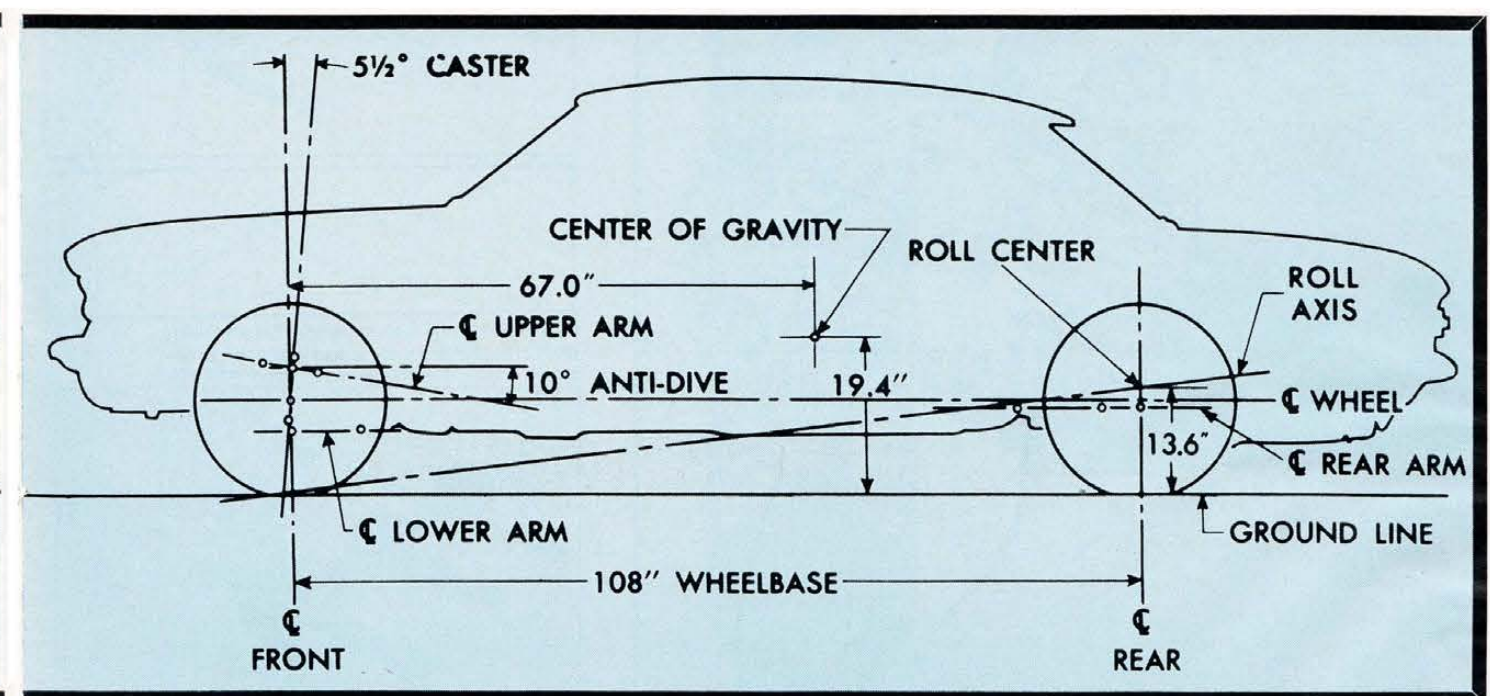 5½° CASTER
CENTER OF GRAVITY
ROLL CENTER
ROLL
AXIS
67.0"
℄ UPPER ARM
10° ANTI-DIVE
19.4"
℄ WHEEL
13.6"
℄ REAR ARM
℄ LOWER ARM
GROUND LINE
108" WHEELBASE
℄
FRONT
℄
REAR